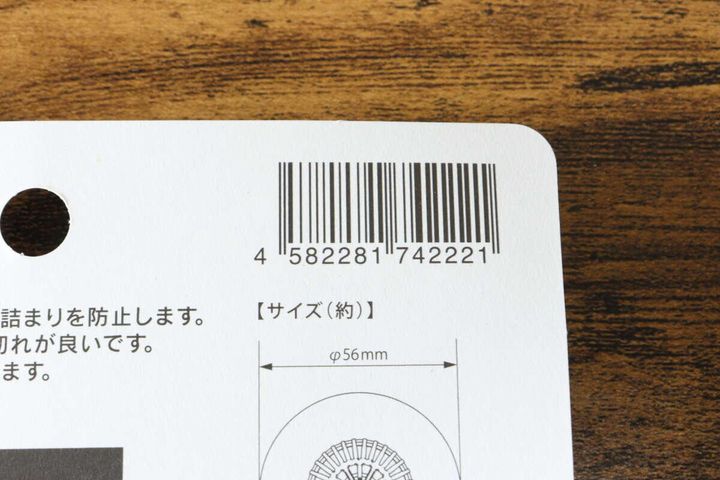 4 582281 742221
詰まりを防止します。
切れが良いです。
ます。
【サイズ(約)】
φ56mm